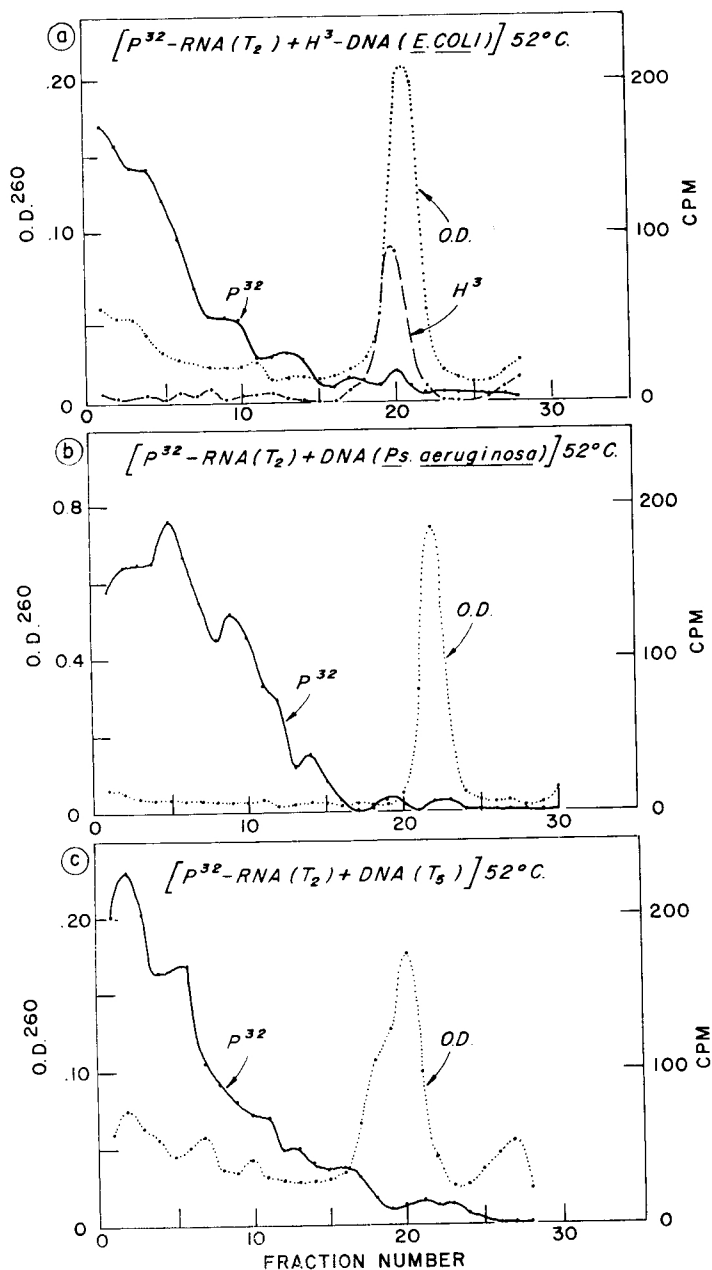 a [P³²-RNA(T₂) + H³-DNA (E.COLI)] 52°C.
.20
.10
0
O.D.²⁶⁰
200
100
0
CPM
O.D.
P³²
H³
0 10 20 30
b [P³²-RNA(T₂) + DNA (Ps. aeruginosa)] 52°C.
0.8
0.4
0
O.D.²⁶⁰
200
100
0
CPM
O.D.
P³²
0 10 20 30
c [P³²-RNA (T₂) + DNA (T₅)] 52°C.
.20
.10
0
O.D.²⁶⁰
200
100
0
CPM
P³²
O.D.
0 10 20 30
FRACTION NUMBER